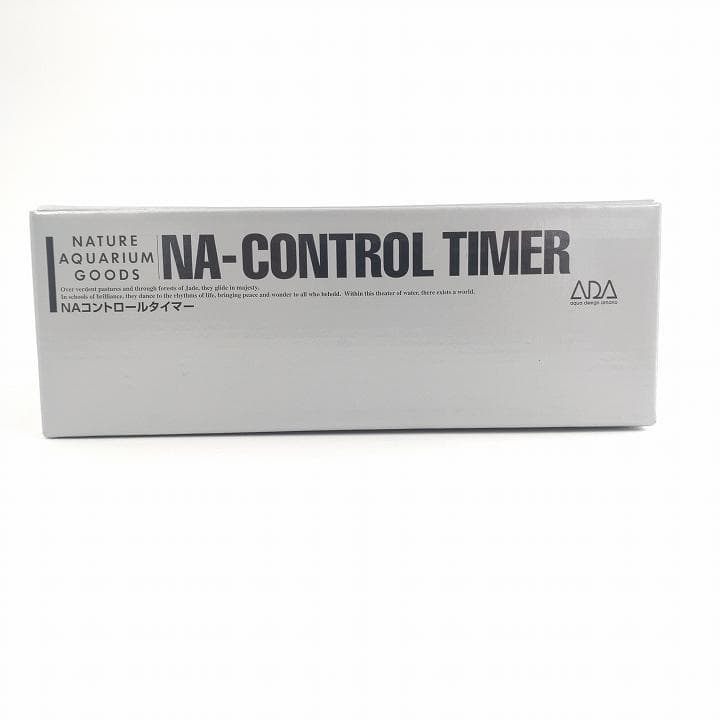 NATURE
AQUARIUM
GOODS
NA-CONTROL TIMER
Over verdent pastures and through forests of Jade, they glide in majesty.
In schools of brilliance, they dance to the rhythms of life, bringing peace and wonder to all who behold. Within this theater of water, there exists a world.
NAコントロールタイマー
ADA
aqua design amano